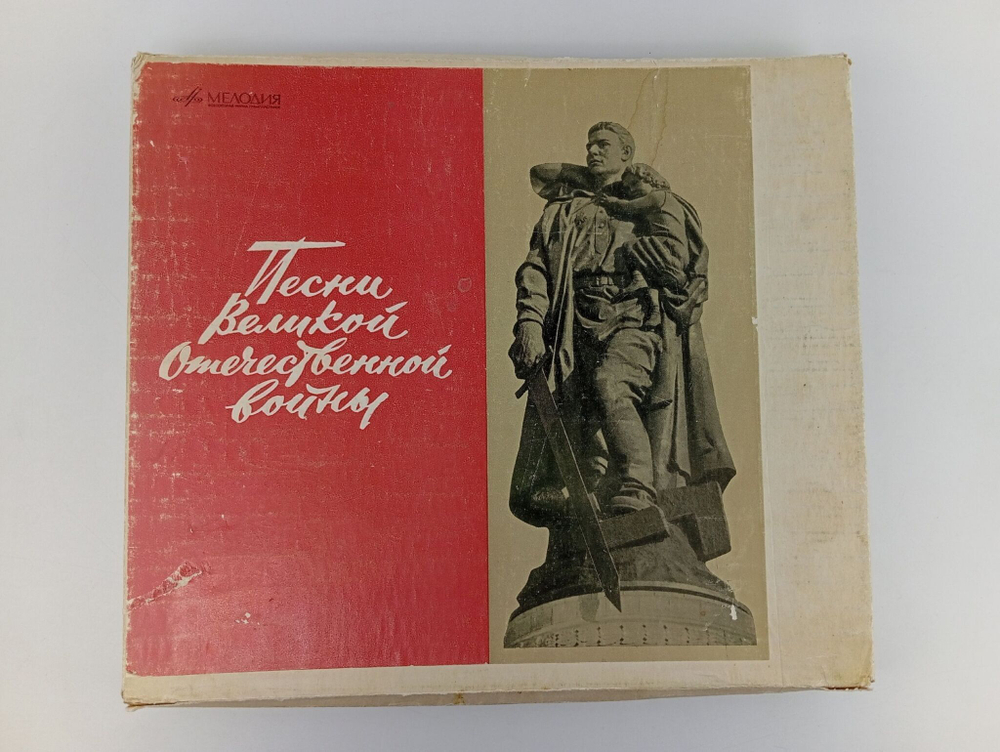 МЕЛОДИЯ
Песни
Великой
Отечественной
войны